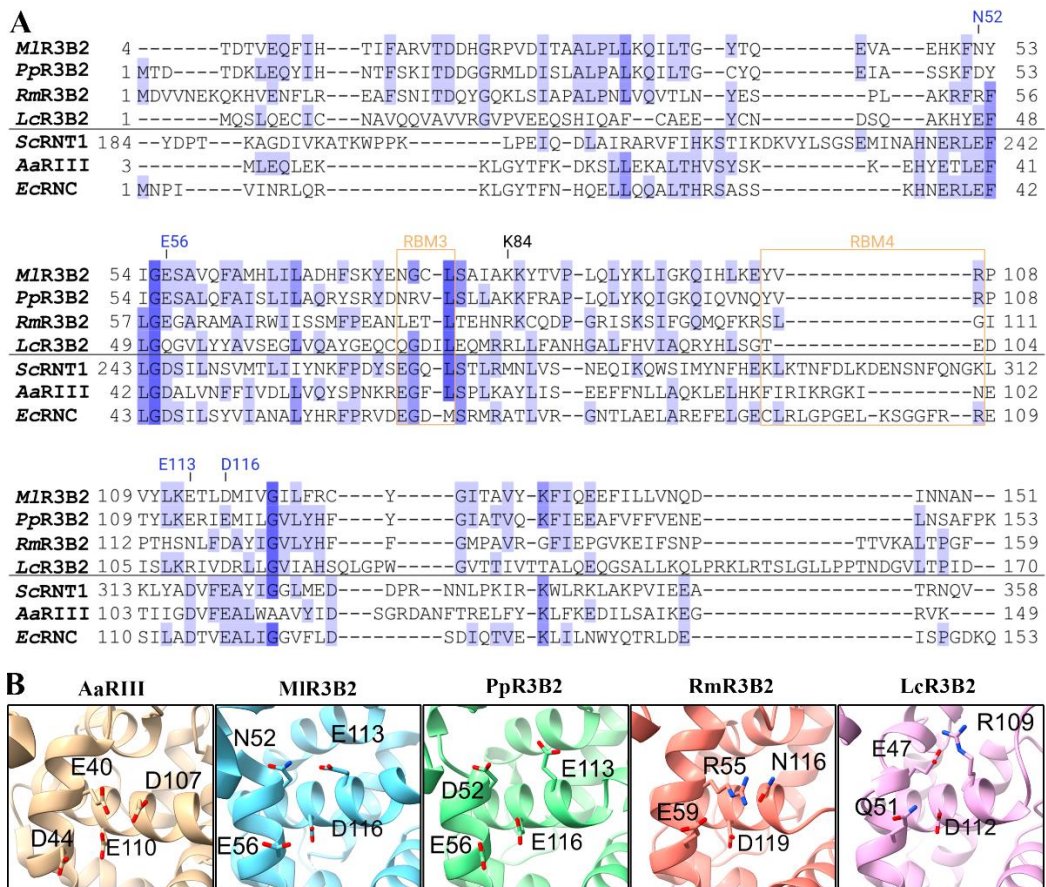 A
N52
MlR3B2 4 -------TDTVEQFIH---TIFARVTDDHGRPVDITAALPLLKQILTG--YTQ---------EVA---EHKFNY 53
PpR3B2 1 MTD----TDKLEQYIH---NTFSKITDDGGRMLDISLALPALKQILTG--CYQ---------EIA---SSKFDY 53
RmR3B2 1 MDVVNEKQKHVENFLR---EAFSNITDQYGQKLSIAPALPNLVQVTLN--YES----------PL---AKRFRF 56
LcR3B2 1 -------MQSLQECIC---NAVQQVAVVRGVPVEEQSHIQAF--CAEE--YCN---------DSQ---AKHYEF 48
ScRNT1 184 --YDPT---KAGDIVKATKWPPK-------LPEIQ-DLAIRARVFIHKSTYISKDKVYLSGSEMINAHNERLEF 242
AaRIII 3 -------MLEQLEK---------------KLGYTFK-DKSLLEKALTHVSYSK----------K--EHYETLEF 41
EcRNC 1 MNPI---VINRLQR---------------KLGYTFN-HQELLQQALTHRSASS-------------KHNERLEF 42
E56 RBM3 K84 RBM4
MlR3B2 54 IGESAVQFAMHLILADHFSKYENGC-LSAIAKKYTVP-LQLYKLIGKQIHLKEYV----------------RP 108
PpR3B2 54 IGESALQFAISLILAQRYSRYDNRV-LSLLAKKFRAP-LQLYKQIGKQIQVNQYV----------------RP 108
RmR3B2 57 LGEGARAMAIRWIISSMFPEANLET-LTEHNRKCQDP-GRISKSIFGQMQFKRSL----------------GI 111
LcR3B2 49 LGQGVLYYAVSEGLVQAYGEQCQGDILEQMRRLLFANHGALFHVIAQRYHLSGT-----------------ED 104
ScRNT1 243 LGDSILNSVMTLIIYNKFPDYSEGQ-LSTLRMNLVS--NEQIKQWSIMYNFHEKLKTNFDLKDENSNFQNGKL 312
AaRIII 42 LGDALVNFFIVDLLVQYSPNKREGF-LSPLKAYLIS--EEFFNLLAQKLELHKFIRIKRGKI---------NE 102
EcRNC 43 LGDSILSYVIANALYHRFPRVDEGD-MSRMRATLVR--GNTLAELAREFELGECLRLGPGEL-KSGGFR--RE 109
E113 D116
MlR3B2 109 VYLKETLDMIVGILFRC----Y-----GITAVY-KFIQEEFILLVNQD-------------------INNAN-- 151
PpR3B2 109 TYLKERIEMILGVLYHF----Y-----GIATVQ-KFIEEAFVFFVENE-------------------LNSAFPK 153
RmR3B2 112 PTHSNLFDAYIGVLYHF----F-----GMPAVR-GFIEPGVKEIFSNP--------------TTVKALTPGF-- 159
LcR3B2 105 ISLKRIVDRLLGVIAHSQLGPW-----GVTTIVTTALEQEQGSALLKQLPRKLRTSLGLLPPTNDGVLTPID-- 170
ScRNT1 313 KLYADVFEAYIGGLMED----DPR--NNLPKIR-KWLRKLKAPVIEEA-------------------TRNQV-- 358
AaRIII 103 TIIGDVFEALWAAVYID---SGRDANFTRELFY-KLFKEDILSAIKEG-------------------RVK---- 149
EcRNC 110 SILADTVEALIGGVFLD---------SDIQTVE-KLILNWYQTRLDE--------------------ISPGDKQ 153
B
AaRIII MlR3B2 PpR3B2 RmR3B2 LcR3B2
E40 D107 D44 E110
N52 E113 D116 E56
E113 D52 E116 E56
R55 N116 E59 D119
R109 E47 Q51 D112